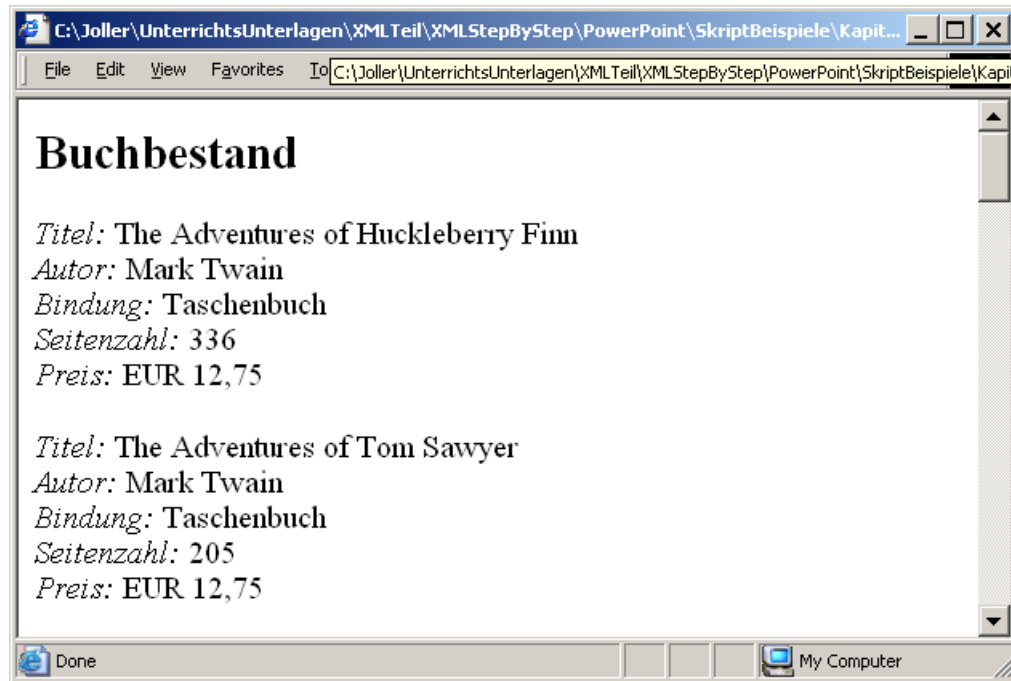 C:\Joller\UnterrichtsUnterlagen\XMLTeil\XMLStepByStep\PowerPoint\SkriptBeispiele\Kapit...
File Edit View Favorites To
C:\Joller\UnterrichtsUnterlagen\XMLTeil\XMLStepByStep\PowerPoint\SkriptBeispiele\Kapi
Buchbestand
Titel: The Adventures of Huckleberry Finn
Autor: Mark Twain
Bindung: Taschenbuch
Seitenzahl: 336
Preis: EUR 12,75
Titel: The Adventures of Tom Sawyer
Autor: Mark Twain
Bindung: Taschenbuch
Seitenzahl: 205
Preis: EUR 12,75
Done
My Computer